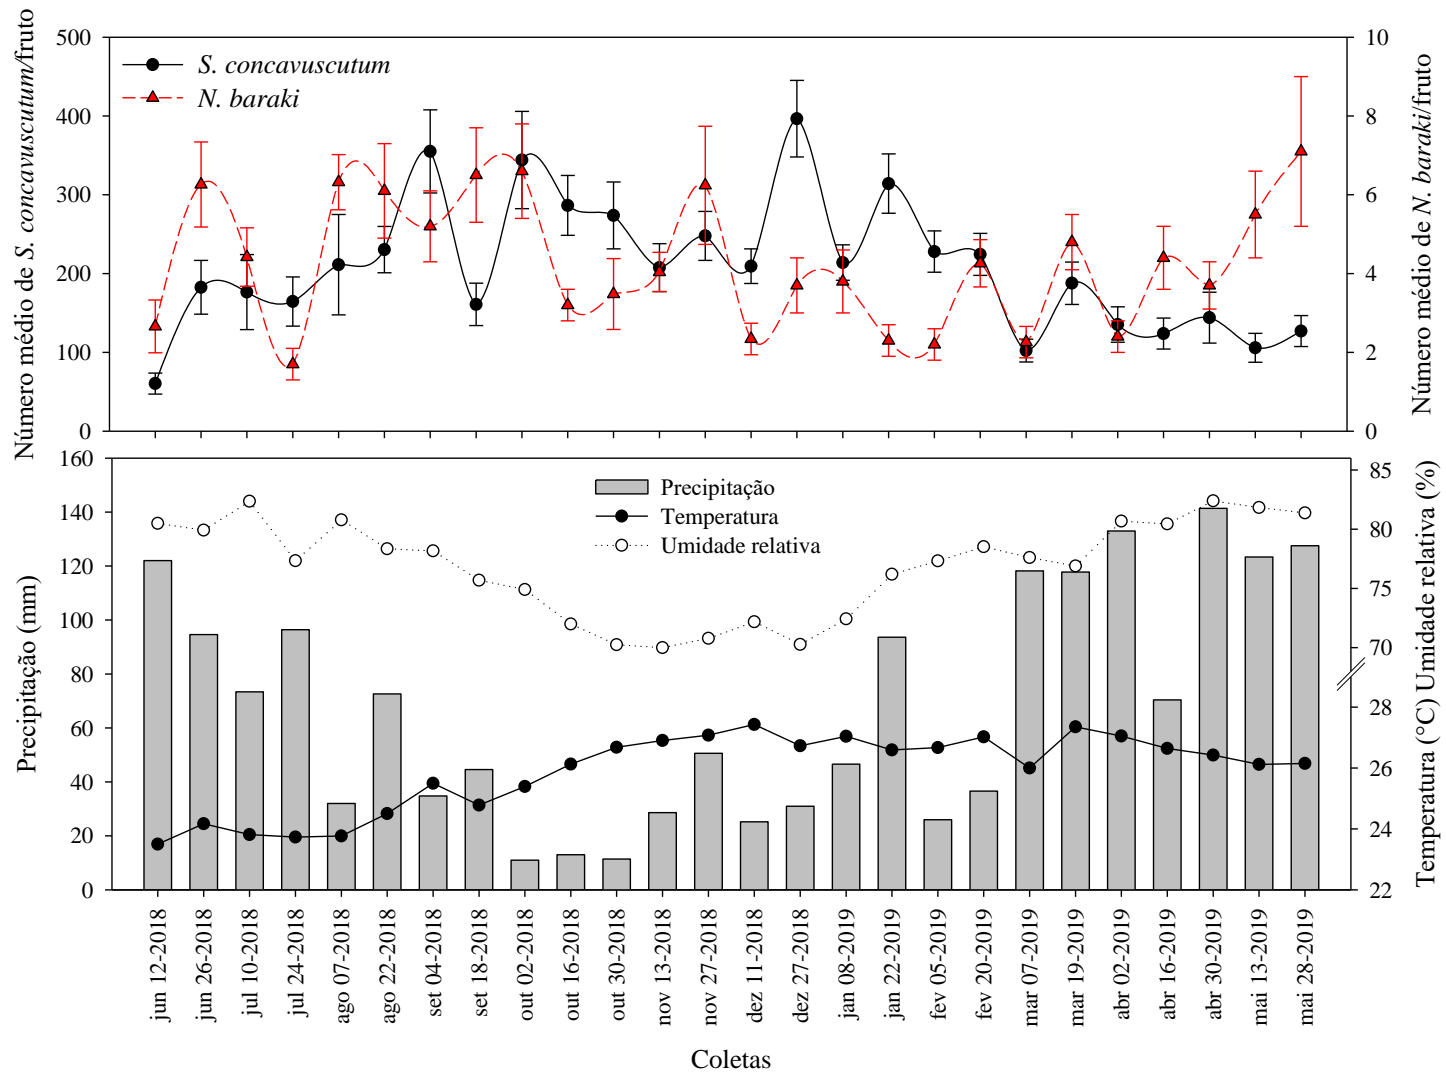 Número médio de S. concavuscutum/fruto
500
400
300
200
100
0
S. concavuscutum
N. baraki
10
8
6
4
2
0
Número médio de N. baraki/fruto
Precipitação (mm)
160
140
120
100
80
60
40
20
0
Precipitação
Temperatura
Umidade relativa
85
80
75
70
28
26
24
22
Temperatura (°C) Umidade relativa (%)
jun 12-2018
jun 26-2018
jul 10-2018
jul 24-2018
ago 07-2018
ago 22-2018
set 04-2018
set 18-2018
out 02-2018
out 16-2018
out 30-2018
nov 13-2018
nov 27-2018
dez 11-2018
dez 27-2018
jan 08-2019
jan 22-2019
fev 05-2019
fev 20-2019
mar 07-2019
mar 19-2019
abr 02-2019
abr 16-2019
abr 30-2019
mai 13-2019
mai 28-2019
Coletas